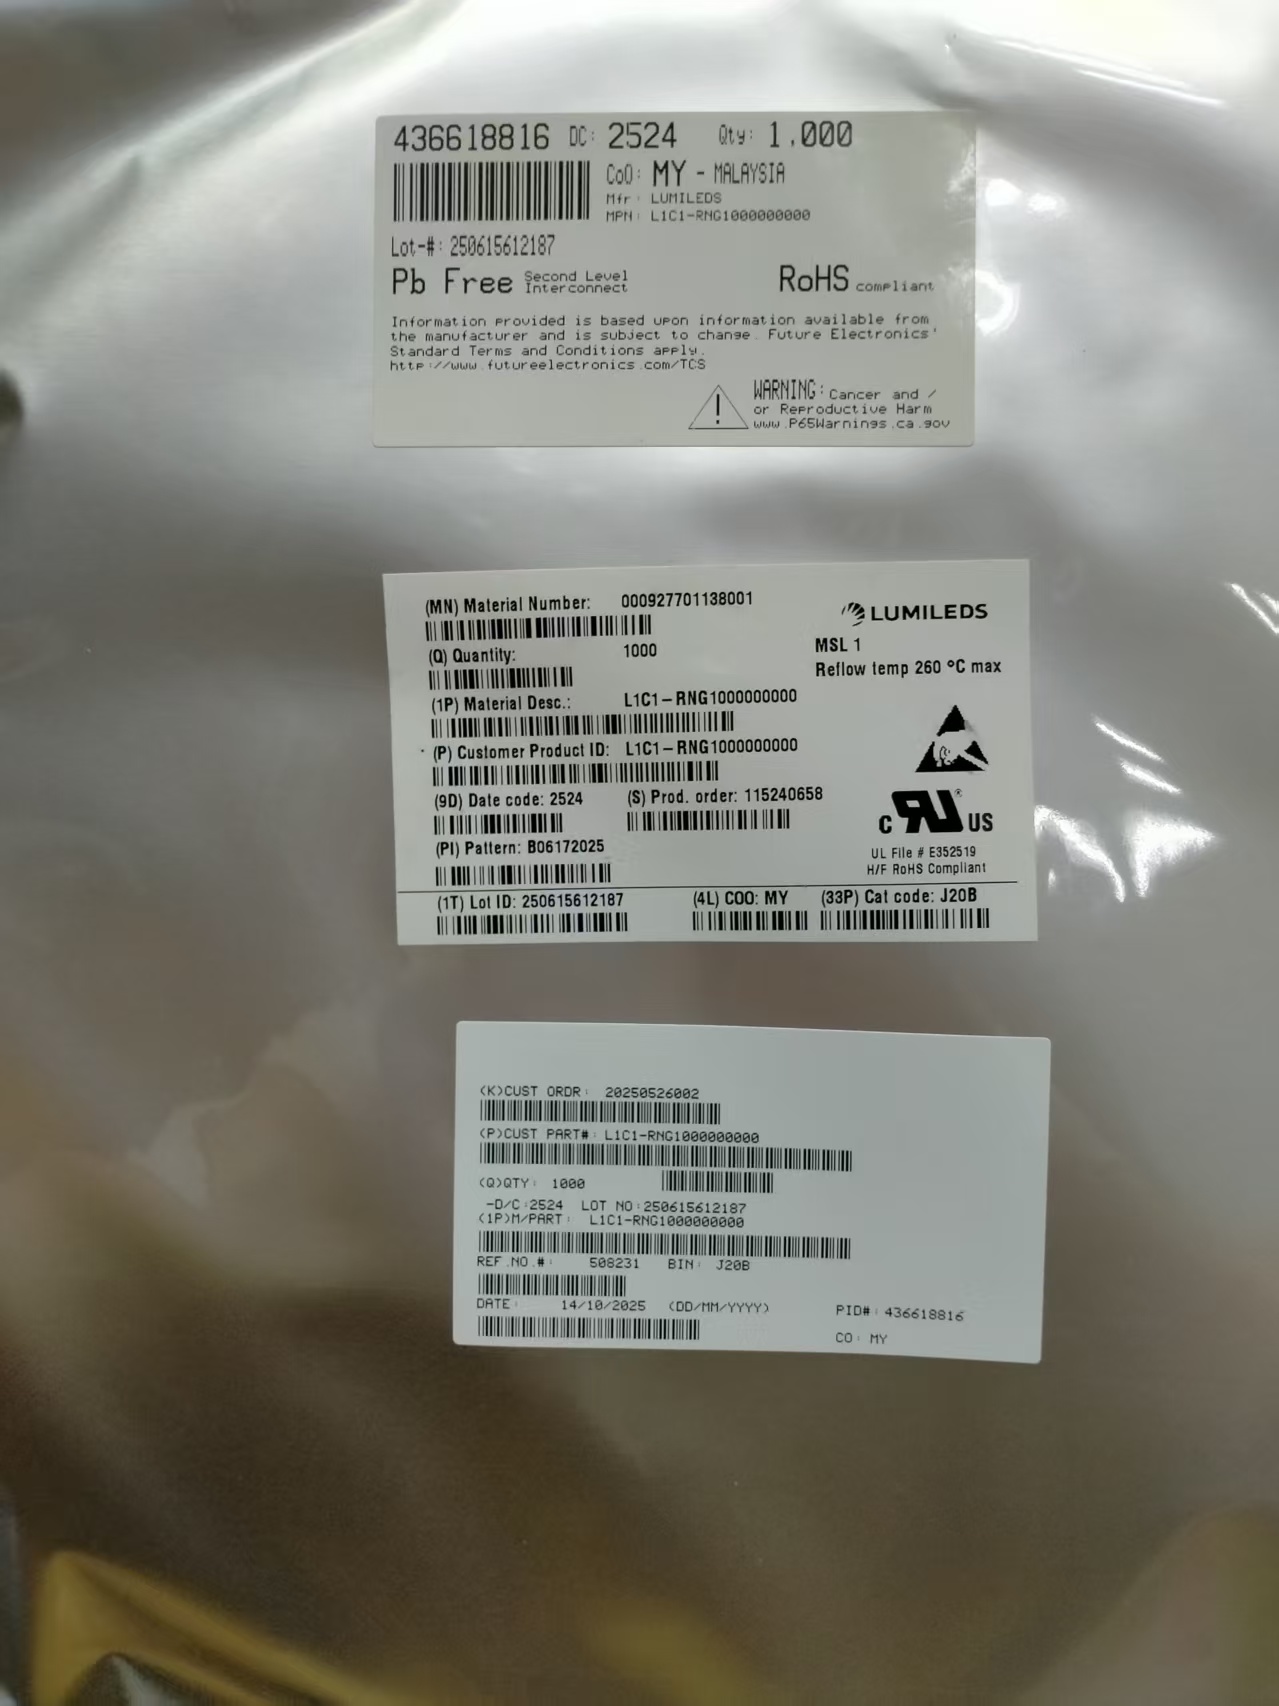 436618816 DC: 2524 Qty: 1,000
CoO: MY - MALAYSIA
Mfr: LUMILEDS
MPN: L1C1-RNG1000000000
Lot-#: 250615612187
Pb Free Second Level Interconnect RoHS compliant
Information provided is based upon information available from
the manufacturer and is subject to change. Future Electronics'
Standard Terms and Conditions apply.
http://www.futureelectronics.com/TCS
WARNING: Cancer and /
or Reproductive Harm
www.P65Warnings.ca.gov
(MN) Material Number: 000927701138001
LUMILEDS
(Q) Quantity: 1000
MSL 1
Reflow temp 260 °C max
(1P) Material Desc.: L1C1-RNG1000000000
(P) Customer Product ID: L1C1-RNG1000000000
(9D) Date code: 2524 (S) Prod. order: 115240658
(PI) Pattern: B06172025
C RU ® US
UL File # E352519
H/F RoHS Compliant
(1T) Lot ID: 250615612187 (4L) COO: MY (33P) Cat code: J20B
(K)CUST ORDR: 20250526002
(P)CUST PART#: L1C1-RNG1000000000
(Q)QTY: 1000
-D/C:2524 LOT NO:250615612187
(1P)M/PART: L1C1-RNG1000000000
REF.NO.#: 508231 BIN: J20B
DATE: 14/10/2025 (DD/MM/YYYY) PID#: 436618816
CO: MY